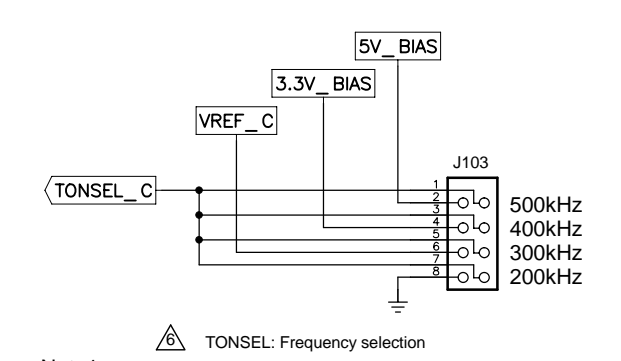 5V_BIAS
3.3V_BIAS
VREF_C
J103
TONSEL_C
1
2
500kHz
3
4
400kHz
5
6
300kHz
7
8
200kHz
6 TONSEL: Frequency selection